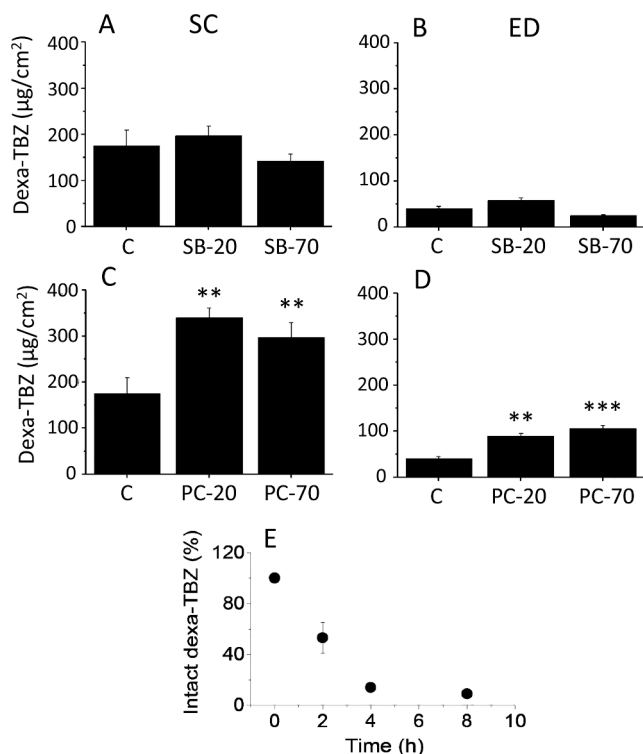 A SC
Dexa-TBZ (µg/cm²)
400
300
200
100
0
C SB-20 SB-70
B ED
400
300
200
100
0
C SB-20 SB-70
C
Dexa-TBZ (µg/cm²)
400
300
200
100
0
** **
C PC-20 PC-70
D
400
300
200
100
0
** ***
C PC-20 PC-70
E
Intact dexa-TBZ (%)
120
80
40
0
0 2 4 6 8 10
Time (h)